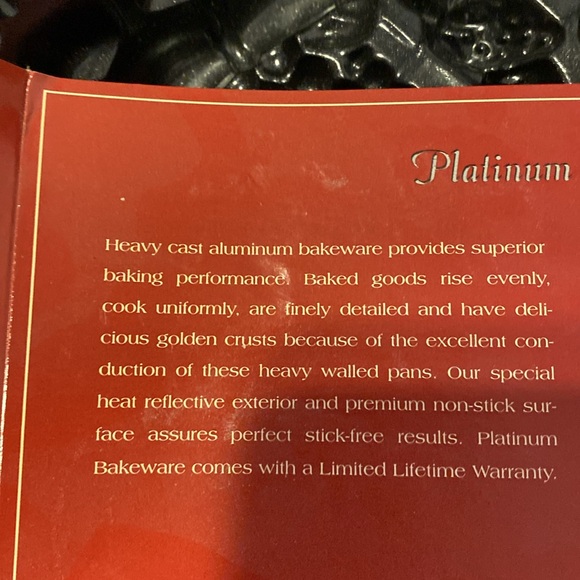 Platinum
Heavy cast aluminum bakeware provides superior
baking performance. Baked goods rise evenly,
cook uniformly, are finely detailed and have deli-
cious golden crusts because of the excellent con-
duction of these heavy walled pans. Our special
heat reflective exterior and premium non-stick sur-
face assures perfect stick-free results. Platinum
Bakeware comes with a Limited Lifetime Warranty.